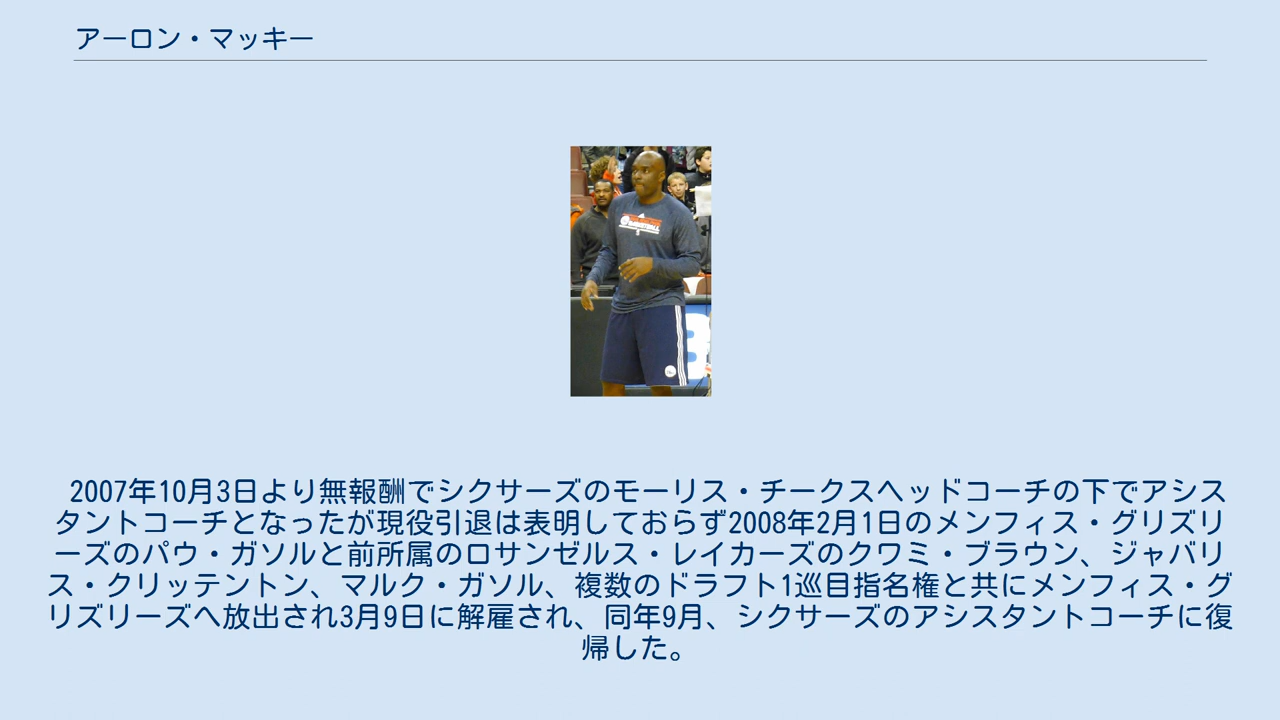 アーロン・マッキー
2007年10月3日より無報酬でシクサーズのモーリス・チークスヘッドコーチの下でアシス
タントコーチとなったが現役引退は表明しておらず2008年2月1日のメンフィス・グリズリ
ーズのパウ・ガソルと前所属のロサンゼルス・レイカーズのクワミ・ブラウン、ジャバリ
ス・クリッテントン、マルク・ガソル、複数のドラフト1巡目指名権と共にメンフィス・グ
リズリーズへ放出され3月9日に解雇され、同年9月、シクサーズのアシスタントコーチに復
帰した。